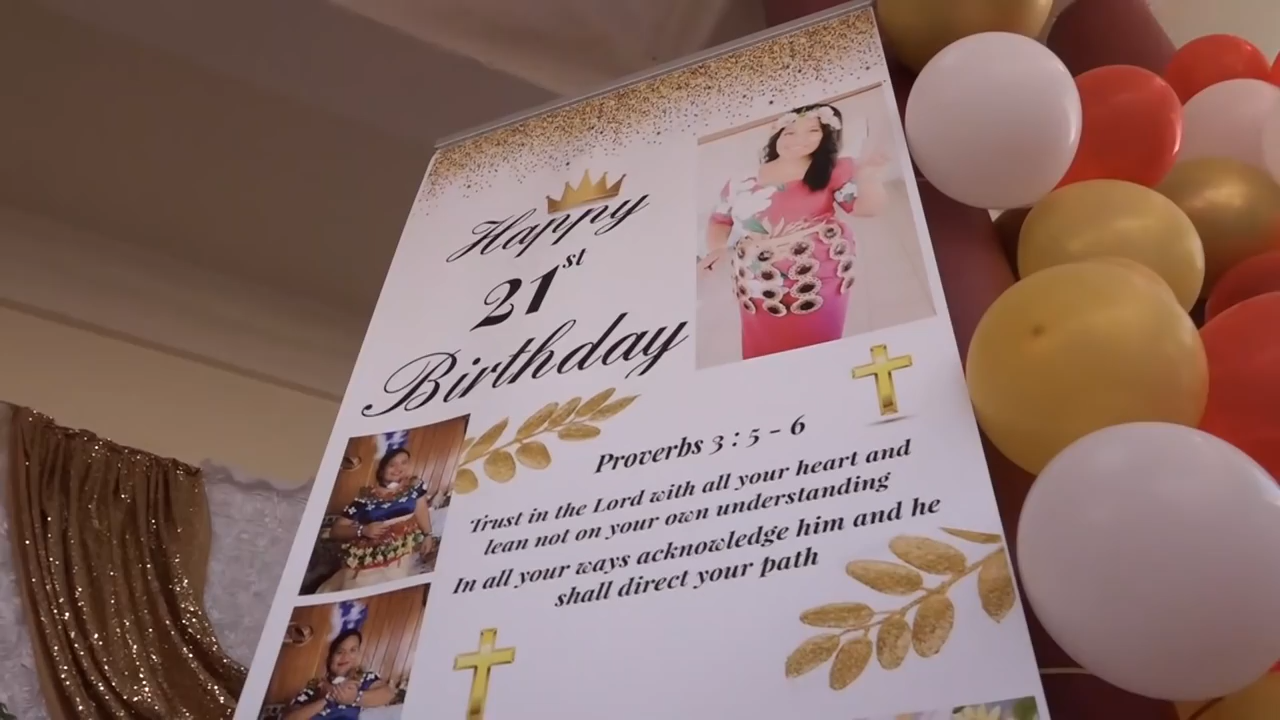 Happy
21st
Birthday
Proverbs 3 : 5 - 6
Trust in the Lord with all your heart and
lean not on your own understanding
In all your ways acknowledge him and he
shall direct your path